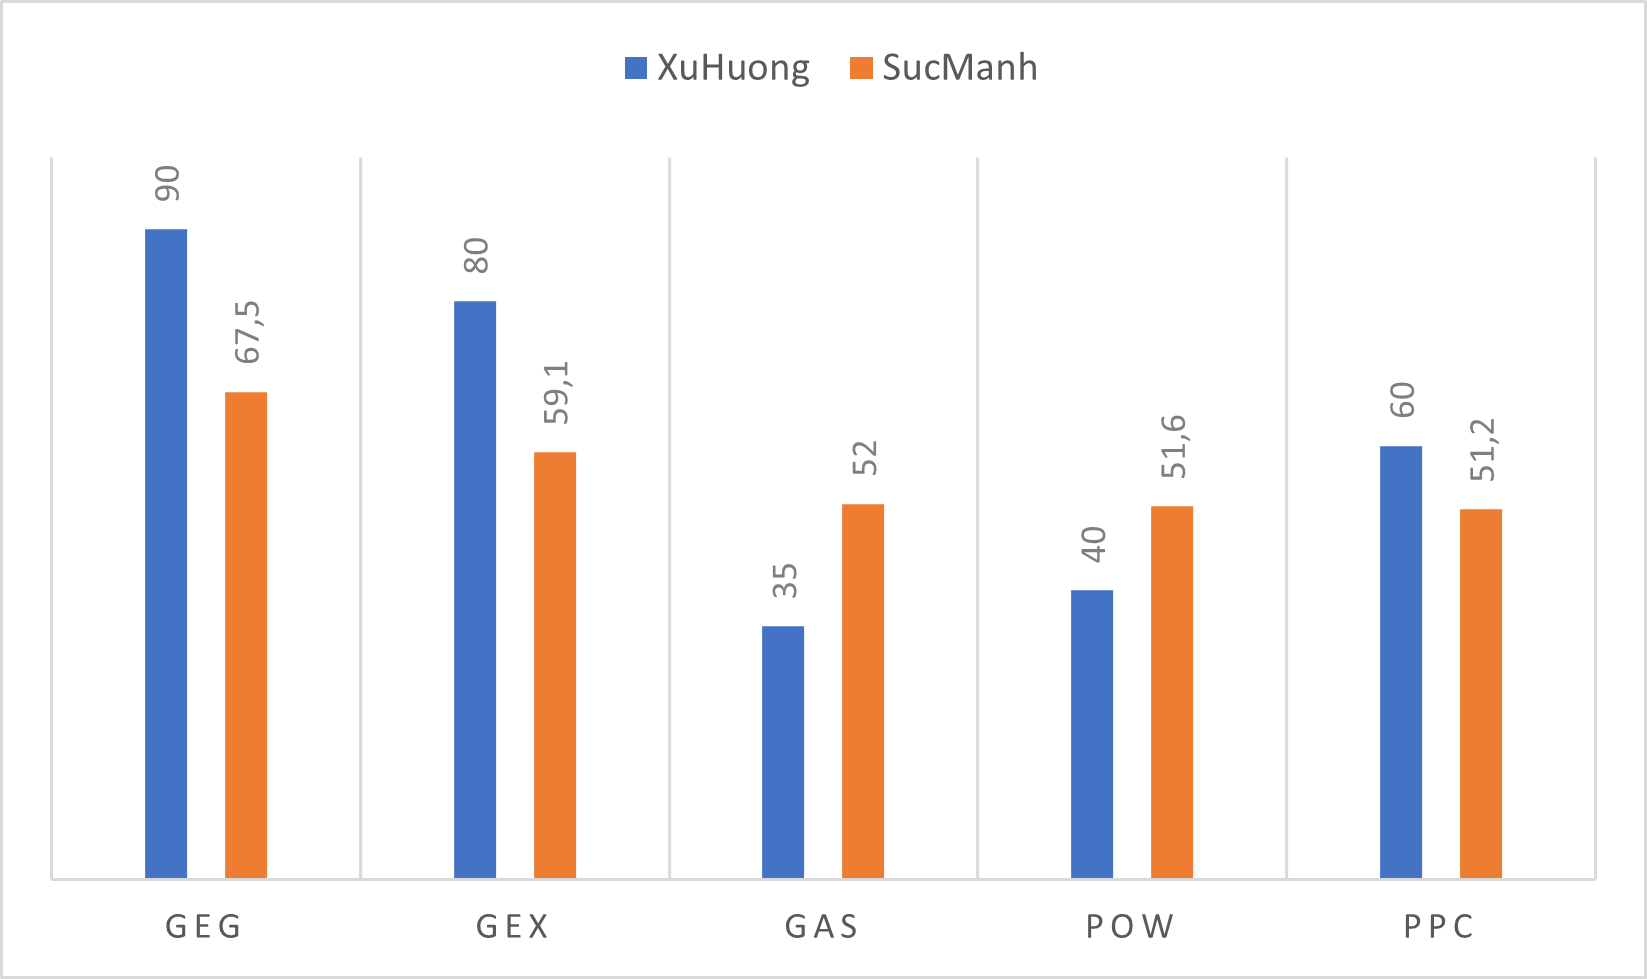 XuHuong SucManh
90 67,5 80 59,1 35 52 40 51,6 60 51,2
GEG GEX GAS POW PPC